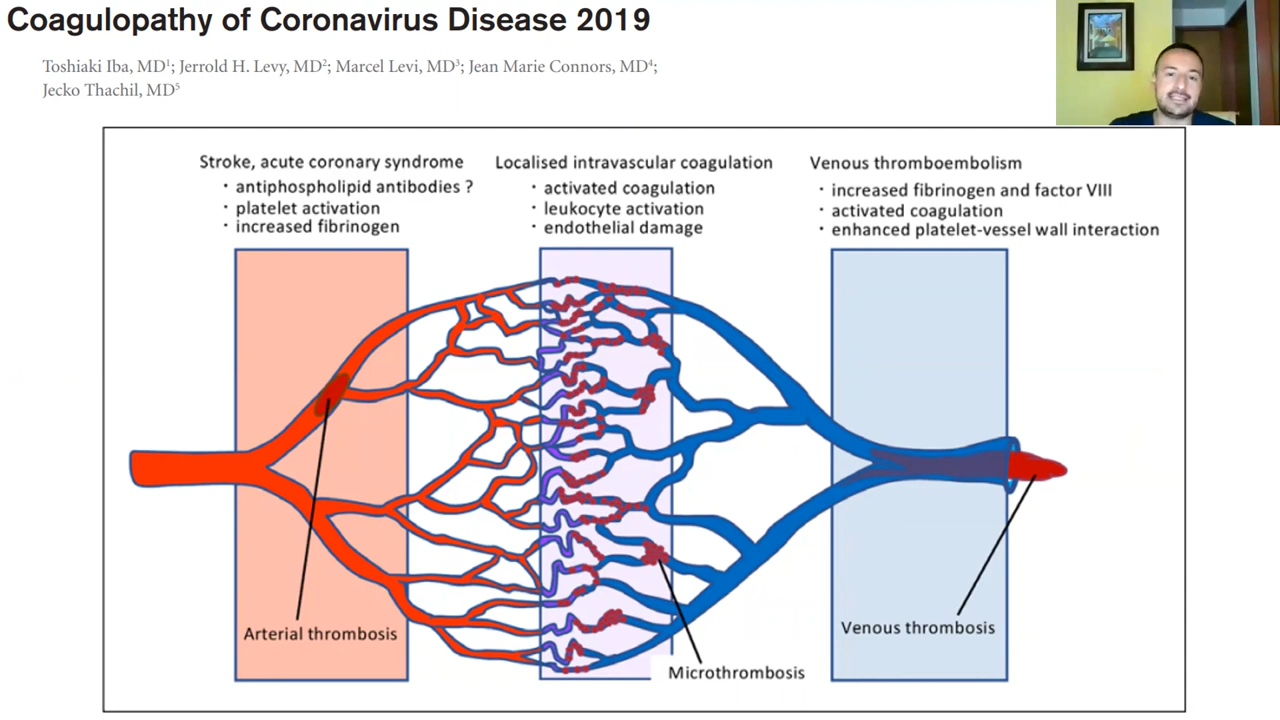 Coagulopathy of Coronavirus Disease 2019
Toshiaki Iba, MD¹; Jerrold H. Levy, MD²; Marcel Levi, MD³; Jean Marie Connors, MD⁴;
Jecko Thachil, MD⁵
Stroke, acute coronary syndrome
· antiphospholipid antibodies ?
· platelet activation
· increased fibrinogen
Localised intravascular coagulation
· activated coagulation
· leukocyte activation
· endothelial damage
Venous thromboembolism
· increased fibrinogen and factor VIII
· activated coagulation
· enhanced platelet-vessel wall interaction
Arterial thrombosis
Microthrombosis
Venous thrombosis